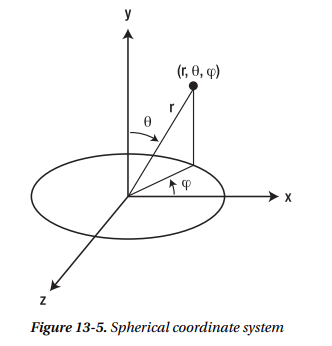 y
(r, θ, φ)
r
θ
φ
x
z
Figure 13-5. Spherical coordinate system